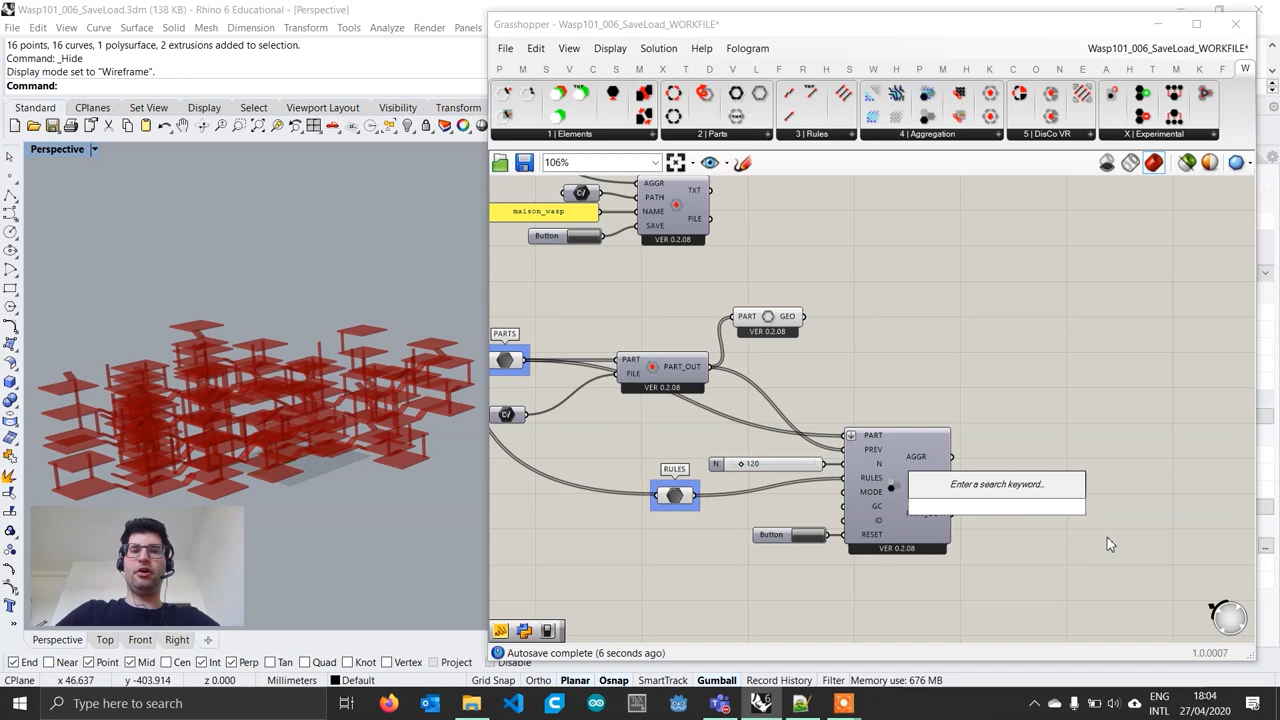 Wasp101_006_SaveLoad.3dm (138 KB) - Rhino 6 Educational - [Perspective]
File Edit View Curve Surface Solid Mesh Dimension Transform Tools Analyze Render Panels
16 points, 16 curves, 1 polysurface, 2 extrusions added to selection.
Command: _Hide
Display mode set to "Wireframe".
Command:
Standard CPlanes Set View Display Select Viewport Layout Visibility Transform
Perspective
Grasshopper - Wasp101_006_SaveLoad_WORKFILE*
File Edit View Display Solution Help Fologram
Wasp101_006_SaveLoad_WORKFILE*
P M V C S M D X F H R S W H K C O E A T Y F W
1 | Elements
2 | Parts
3 | Rules
4 | Aggregation
5 | DisCo VR
X | Experimental
106%
AGGR
PATH
NAME
SAVE
TXT
FILE
VER 0.2.08
maison_wasp
Button
PARTS
PART
FILE
PART_OUT
VER 0.2.08
PART GEO
VER 0.2.08
RULES
N 120
Button
PART
PREV
N
RULES
MODE
GC
ID
RESET
AGGR
VER 0.2.08
Enter a search keyword..
Autosave complete (6 seconds ago)
1.0.0007
Perspective Top Front Right
End Near Point Mid Cen Int Perp Tan Quad Knot Vertex Project Disable
CPlane x 46.637 y -403.914 z 0.000 Millimeters Default Grid Snap Ortho Planar Osnap SmartTrack Gumball Record History Filter Memory use: 676 MB
Type here to search
ENG
INTL
18:04
27/04/2020